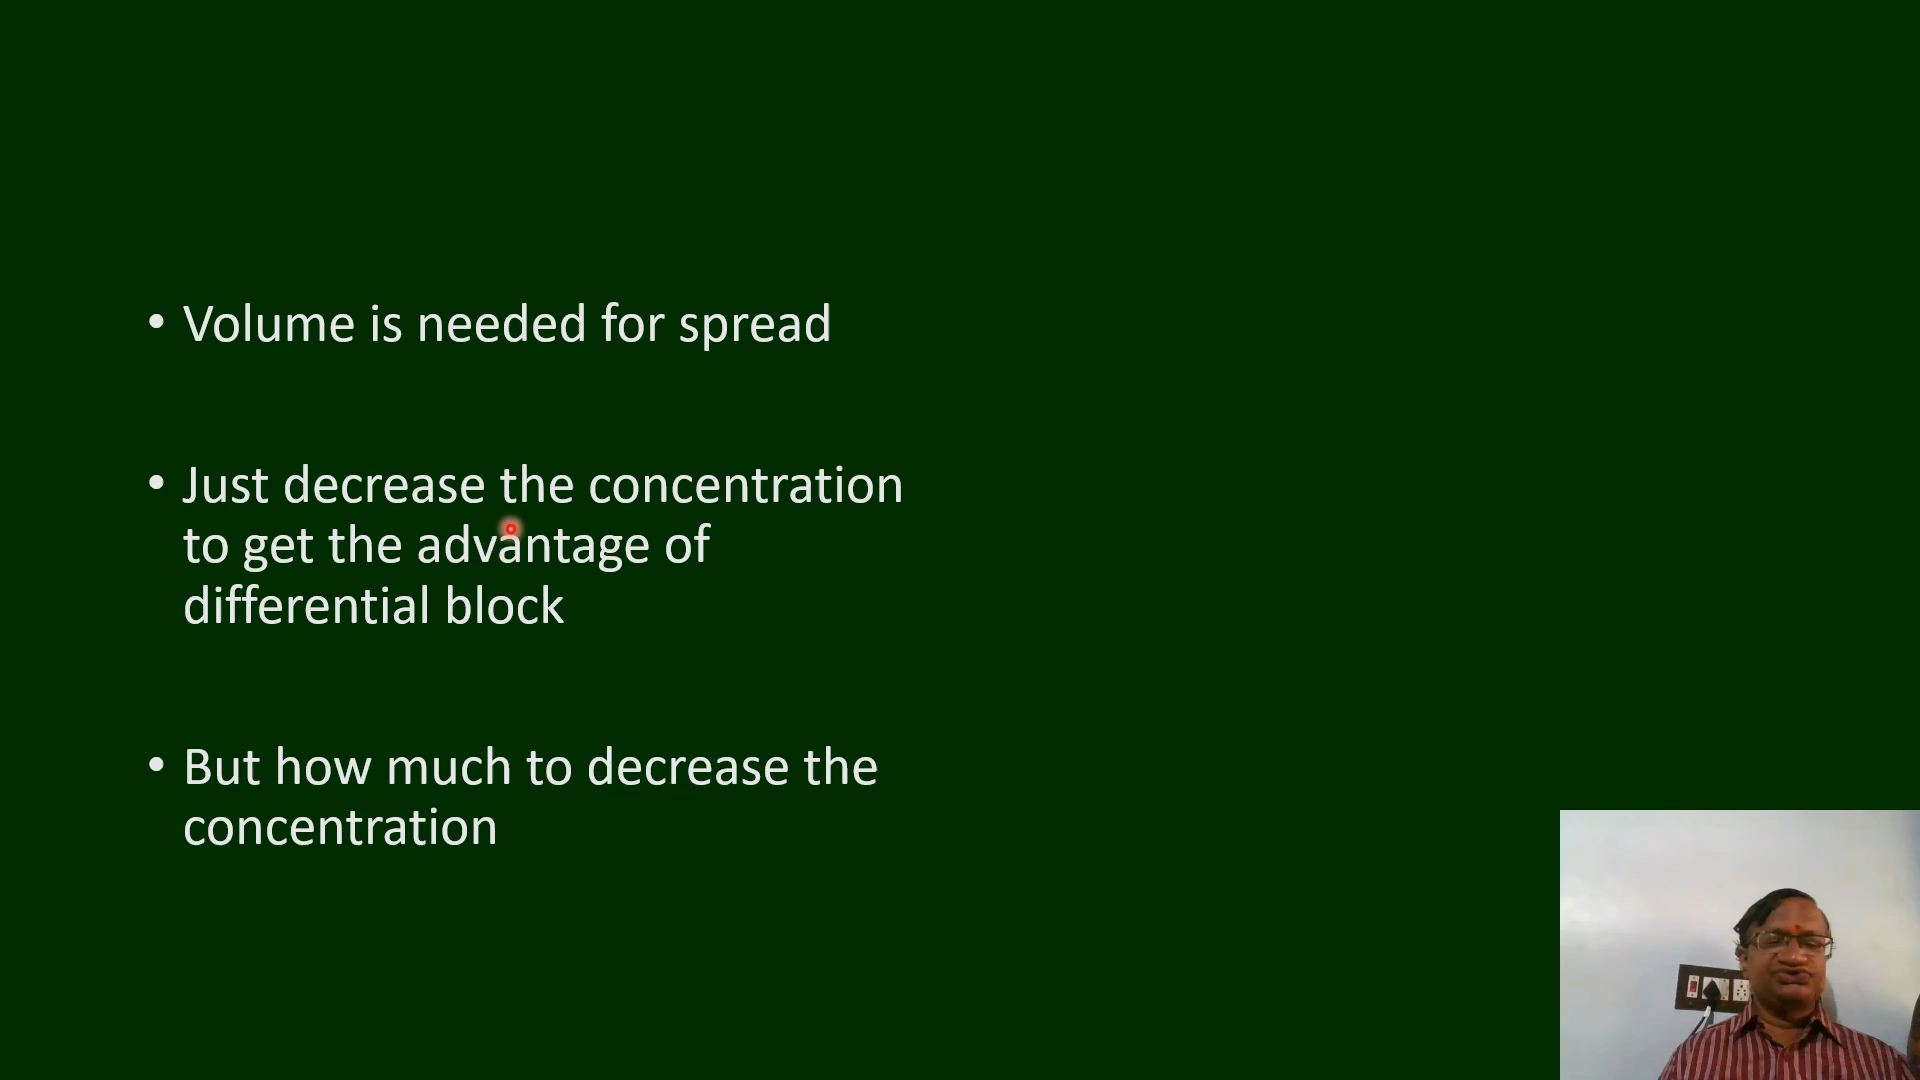 • Volume is needed for spread
• Just decrease the concentration
to get the advantage of
differential block
• But how much to decrease the
concentration